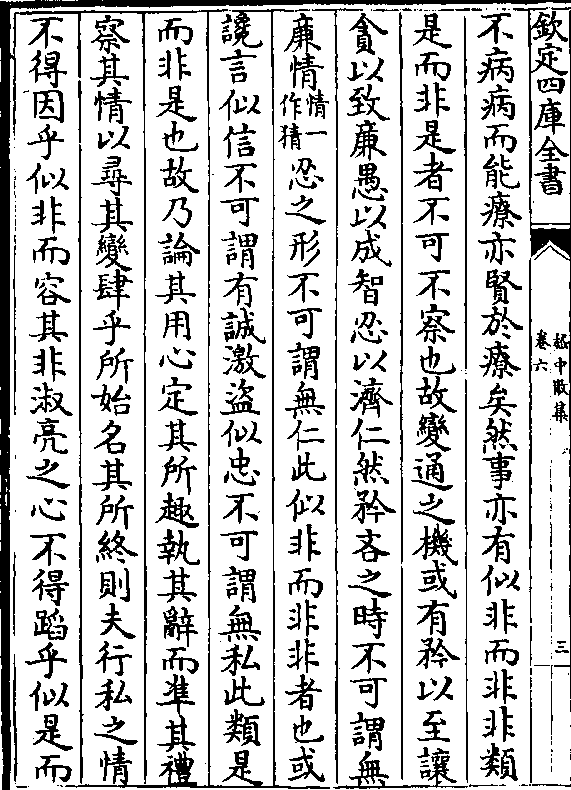 欽定四庫全書
嵇中散集
卷六
三
不病病而能療亦賢於療矣然事亦有似非而非非類
是而非是者不可不察也故變通之機或有矜以至讓
貪以致廉愚以成智忍以濟仁然矜吝之時不可謂無
廉情情一作猜忍之形不可謂無仁此似非而非非者也或
讒言似信不可謂有誠激盜似忠不可謂無私此類是
而非是也故乃論其用心定其所趣執其辭而凖其禮
察其情以尋其變肆乎所始名其所終則夫行私之情
不得因乎似非而容其非淑亮之心不得蹈乎似是而